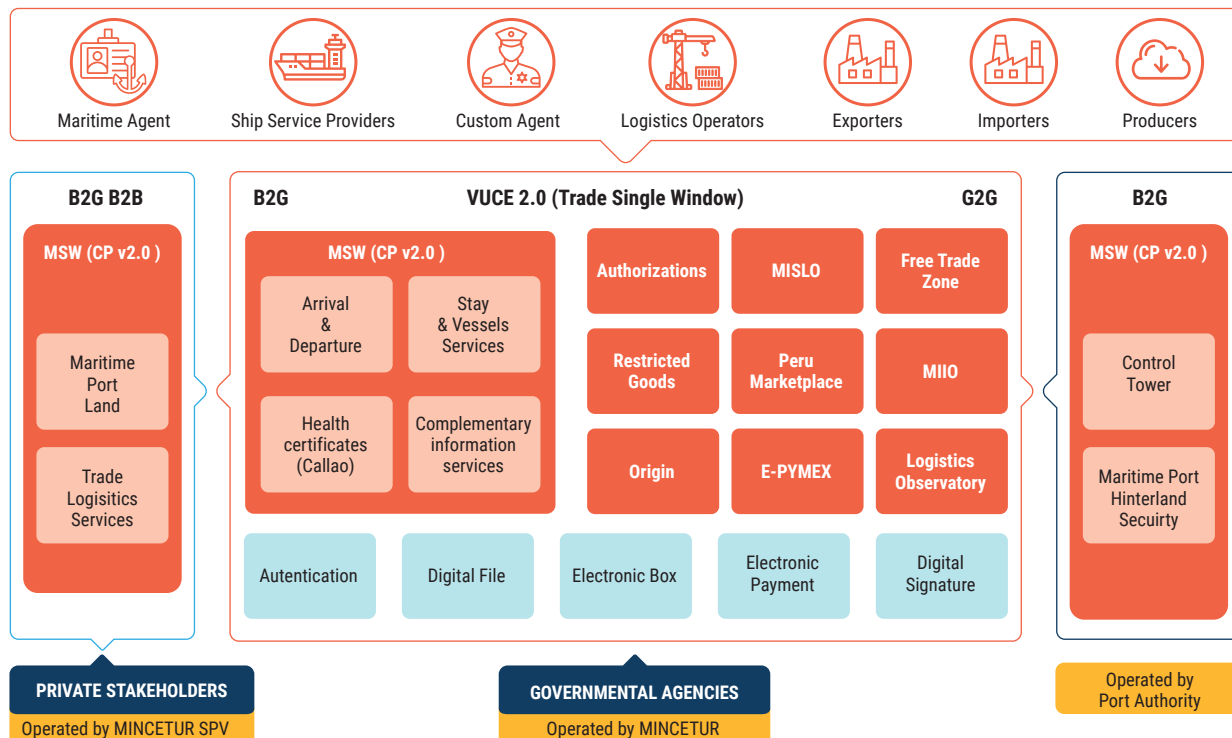 Maritime Agent
Ship Service Providers
Custom Agent
Logistics Operators
Exporters
Importers
Producers
B2G B2B
MSW (CP v2.0 )
Maritime
Port
Land
Trade
Logisitics
Services
B2G
VUCE 2.0 (Trade Single Window)
G2G
MSW (CP v2.0 )
Arrival
&
Departure
Stay
& Vessels
Services
Health
certificates
(Callao)
Complementary
information
services
Authorizations
MISLO
Free Trade
Zone
Restricted
Goods
Peru
Marketplace
MIIO
Origin
E-PYMEX
Logistics
Observatory
Autentication
Digital File
Electronic Box
Electronic
Payment
Digital
Signature
B2G
MSW (CP v2.0 )
Control
Tower
Maritime Port
Hinterland
Secuirty
PRIVATE STAKEHOLDERS
Operated by MINCETUR SPV
GOVERNMENTAL AGENCIES
Operated by MINCETUR
Operated by
Port Authority